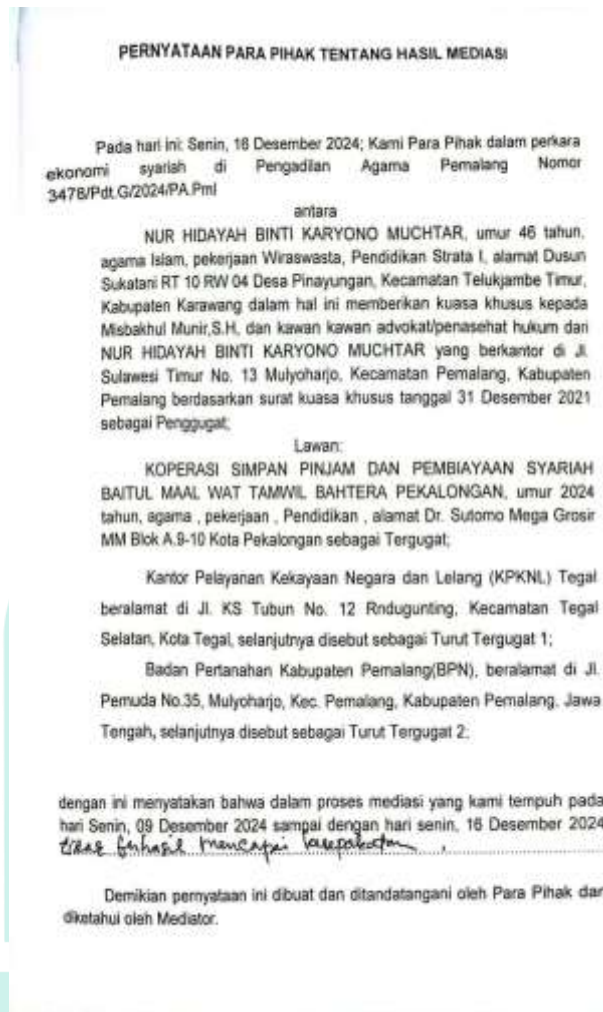 PERNYATAAN PARA PIHAK TENTANG HASIL MEDIASI
Pada hari ini: Senin, 16 Desember 2024; Kami Para Pihak dalam perkara
ekonomi syariah di Pengadilan Agama Pemalang Nomor
3478/Pdt.G/2024/PA.Pml
antara
NUR HIDAYAH BINTI KARYONO MUCHTAR, umur 46 tahun,
agama Islam, pekerjaan Wiraswasta, Pendidikan Strata I, alamat Dusun
Sukatani RT 10 RW 04 Desa Pinayungan, Kecamatan Telukjambe Timur,
Kabupaten Karawang dalam hal ini memberikan kuasa khusus kepada
Misbakhul Munir,S.H, dan kawan kawan advokat/penasehat hukum dari
NUR HIDAYAH BINTI KARYONO MUCHTAR yang berkantor di Jl.
Sulawesi Timur No. 13 Mulyoharjo, Kecamatan Pemalang, Kabupaten
Pemalang berdasarkan surat kuasa khusus tanggal 31 Desember 2021
sebagai Penggugat;
Lawan:
KOPERASI SIMPAN PINJAM DAN PEMBIAYAAN SYARIAH
BAITUL MAAL WAT TAMWIL BAHTERA PEKALONGAN, umur 2024
tahun, agama , pekerjaan , Pendidikan , alamat Dr. Sutomo Mega Grosir
MM Blok A.9-10 Kota Pekalongan sebagai Tergugat;
Kantor Pelayanan Kekayaan Negara dan Lelang (KPKNL) Tegal
beralamat di Jl. KS Tubun No. 12 Rndugunting, Kecamatan Tegal
Selatan, Kota Tegal, selanjutnya disebut sebagai Turut Tergugat 1;
Badan Pertanahan Kabupaten Pemalang(BPN), beralamat di Jl.
Pemuda No.35, Mulyoharjo, Kec. Pemalang, Kabupaten Pemalang, Jawa
Tengah, selanjutnya disebut sebagai Turut Tergugat 2;
dengan ini menyatakan bahwa dalam proses mediasi yang kami tempuh pada
hari Senin, 09 Desember 2024 sampai dengan hari senin, 16 Desember 2024
tidak berhasil mencapai kesepakatan .
Demikian pernyataan ini dibuat dan ditandatangani oleh Para Pihak dan
diketahui oleh Mediator.